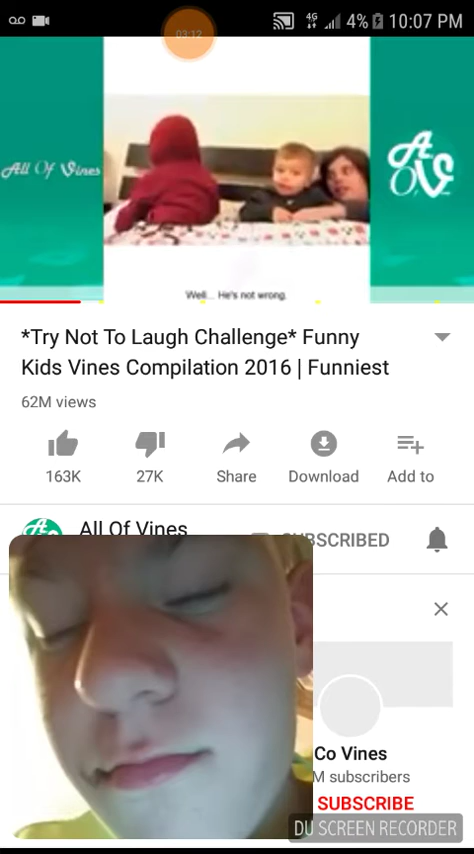 4G 4% 10:07 PM
03:12
All Of Vines
A
OV
Well... He's not wrong.
*Try Not To Laugh Challenge* Funny
Kids Vines Compilation 2016 | Funniest
62M views
163K 27K Share Download Add to
All Of Vines
SUBSCRIBED
Co Vines
M subscribers
SUBSCRIBE
DU SCREEN RECORDER